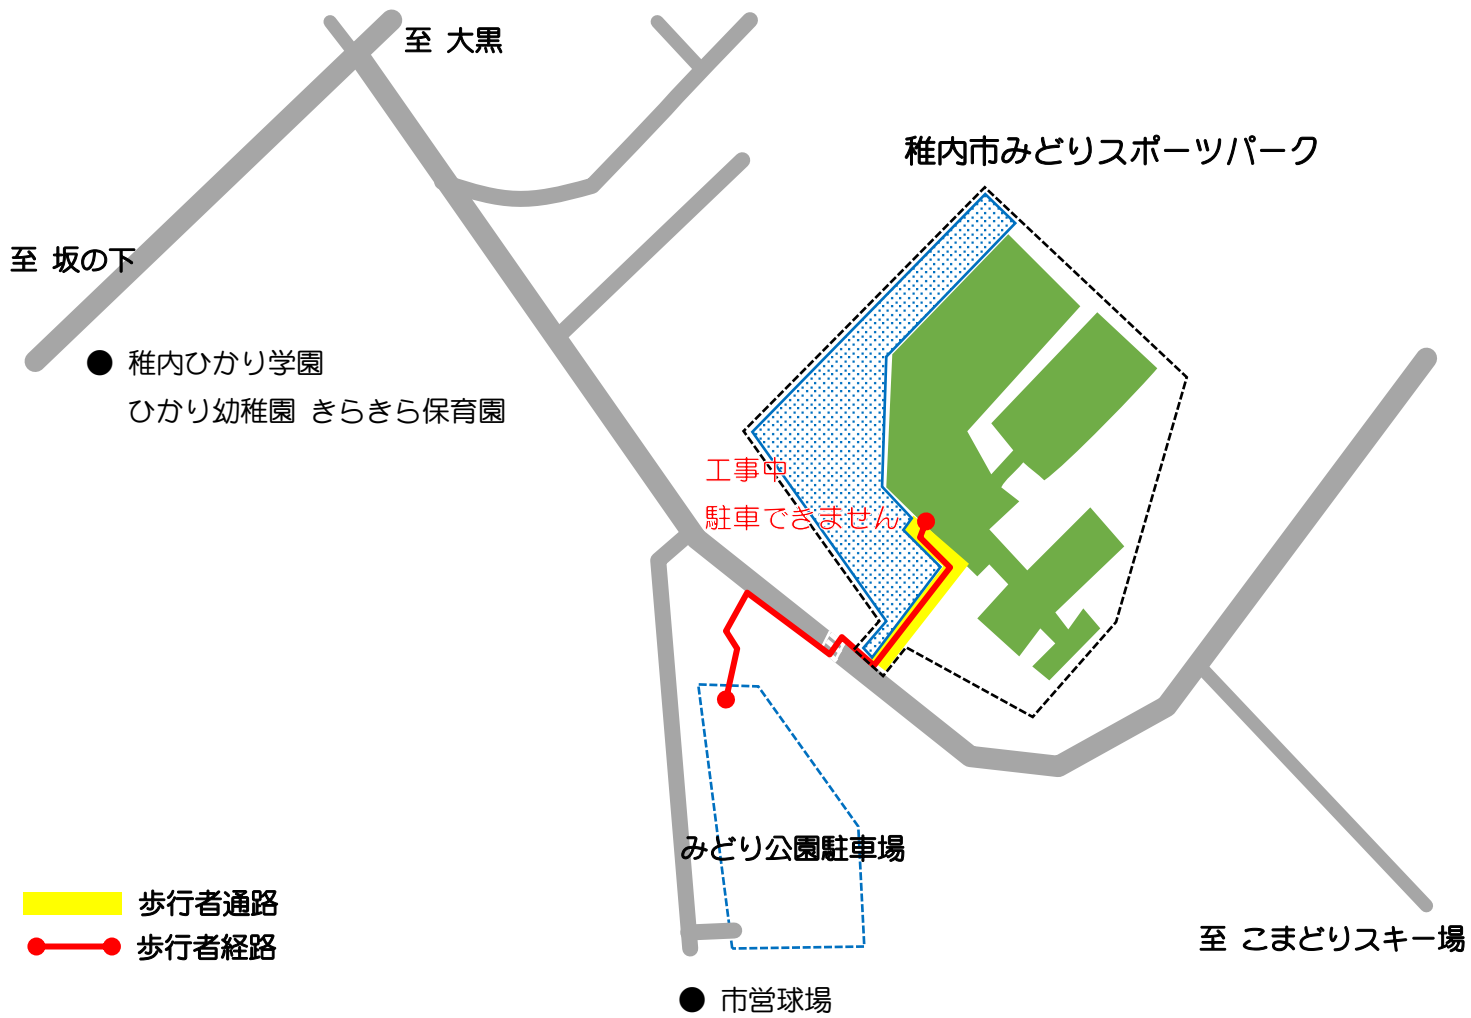 至 大黒
稚内市みどりスポーツパーク
至 坂の下
稚内ひかり学園
ひかり幼稚園 きらきら保育園
工事中
駐車できません
みどり公園駐車場
歩行者通路
歩行者経路
至 こまどりスキー場
市営球場